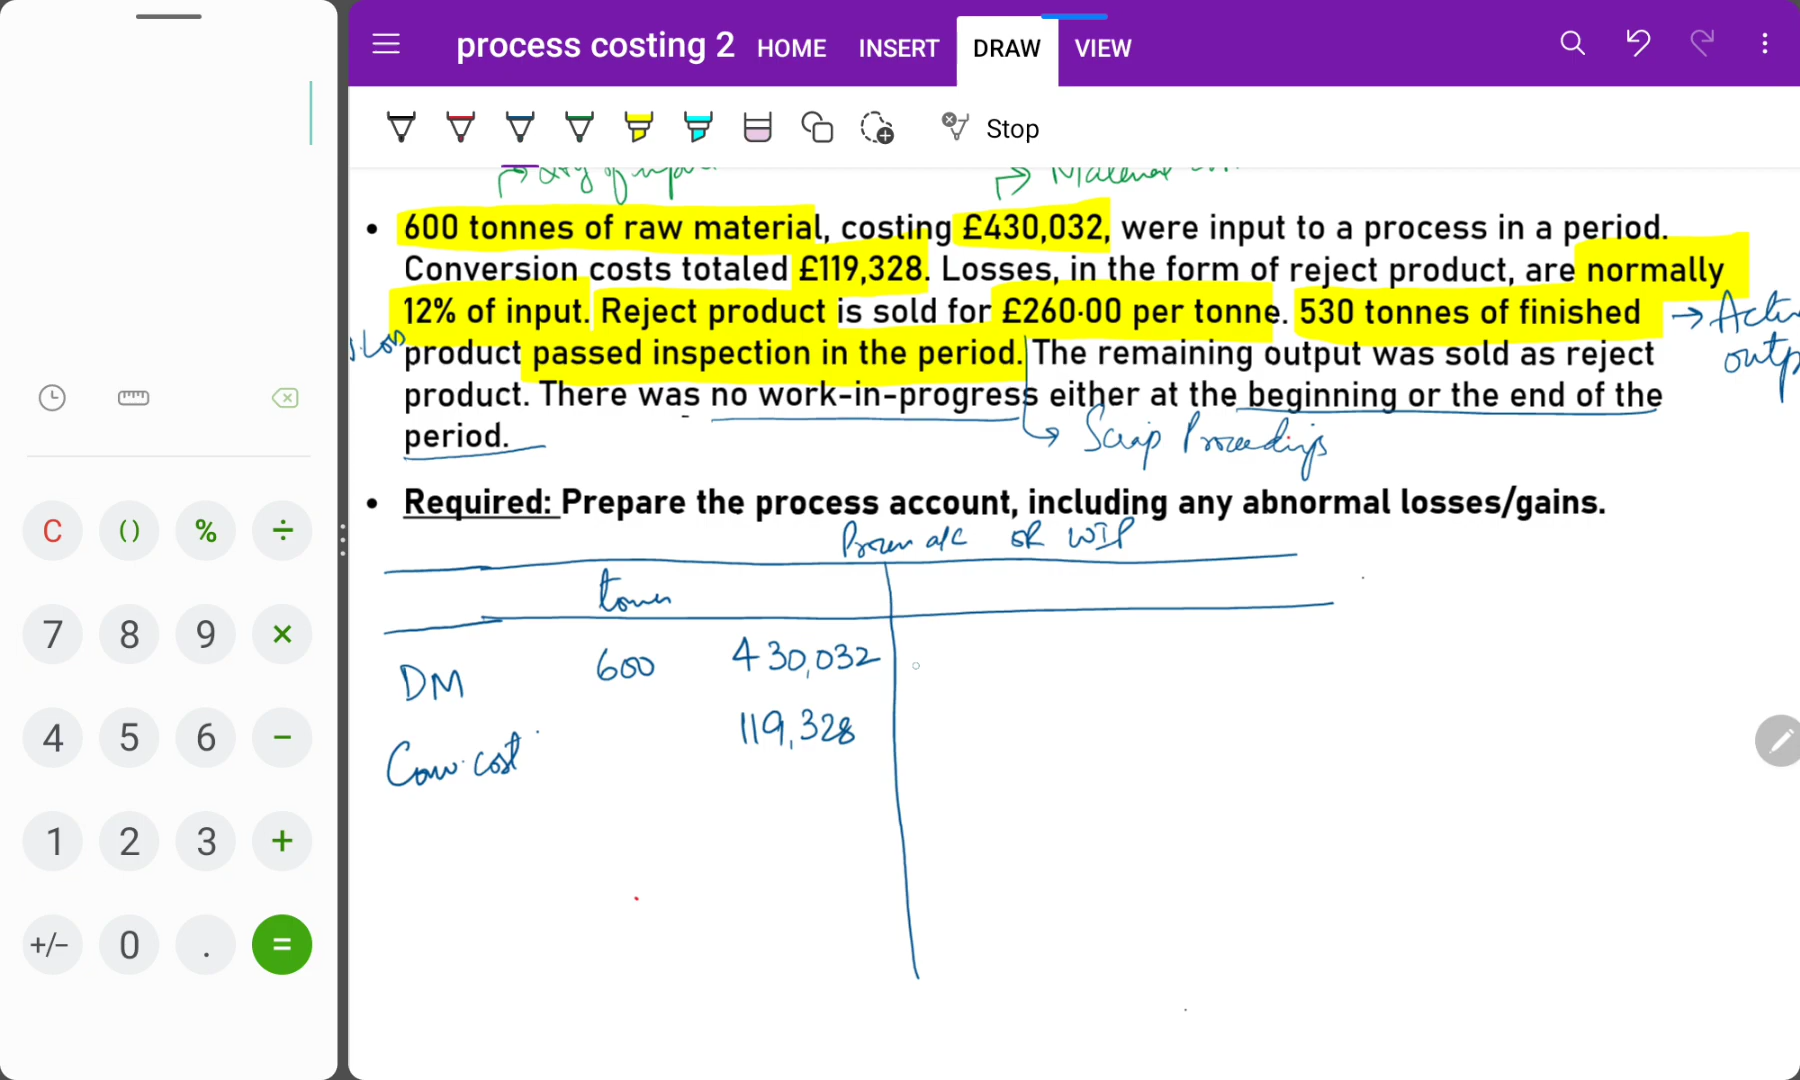 process costing 2 HOME INSERT DRAW VIEW
Stop
Qty of input
Material
• 600 tonnes of raw material, costing £430,032, were input to a process in a period.
Conversion costs totaled £119,328. Losses, in the form of reject product, are normally
12% of input. Reject product is sold for £260.00 per tonne. 530 tonnes of finished
product passed inspection in the period. The remaining output was sold as reject
product. There was no work-in-progress either at the beginning or the end of the
period.
→ Scrap Proceedings
• Required: Prepare the process account, including any abnormal losses/gains.
Process a/c OR WIP
tonnes
DM 600 430,032
Conv. cost 119,328
C () % ÷
7 8 9 ×
4 5 6 −
1 2 3 +
+/− 0 . =